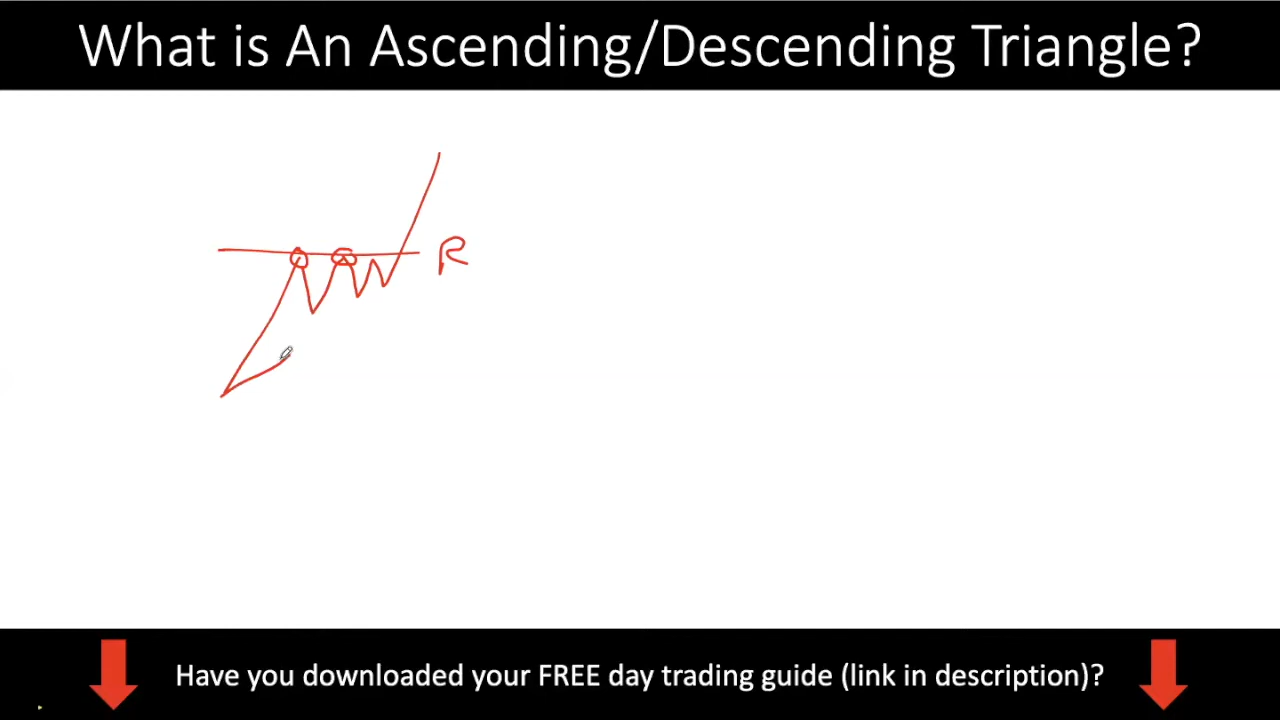 What is An Ascending/Descending Triangle?
R
Have you downloaded your FREE day trading guide (link in description)?